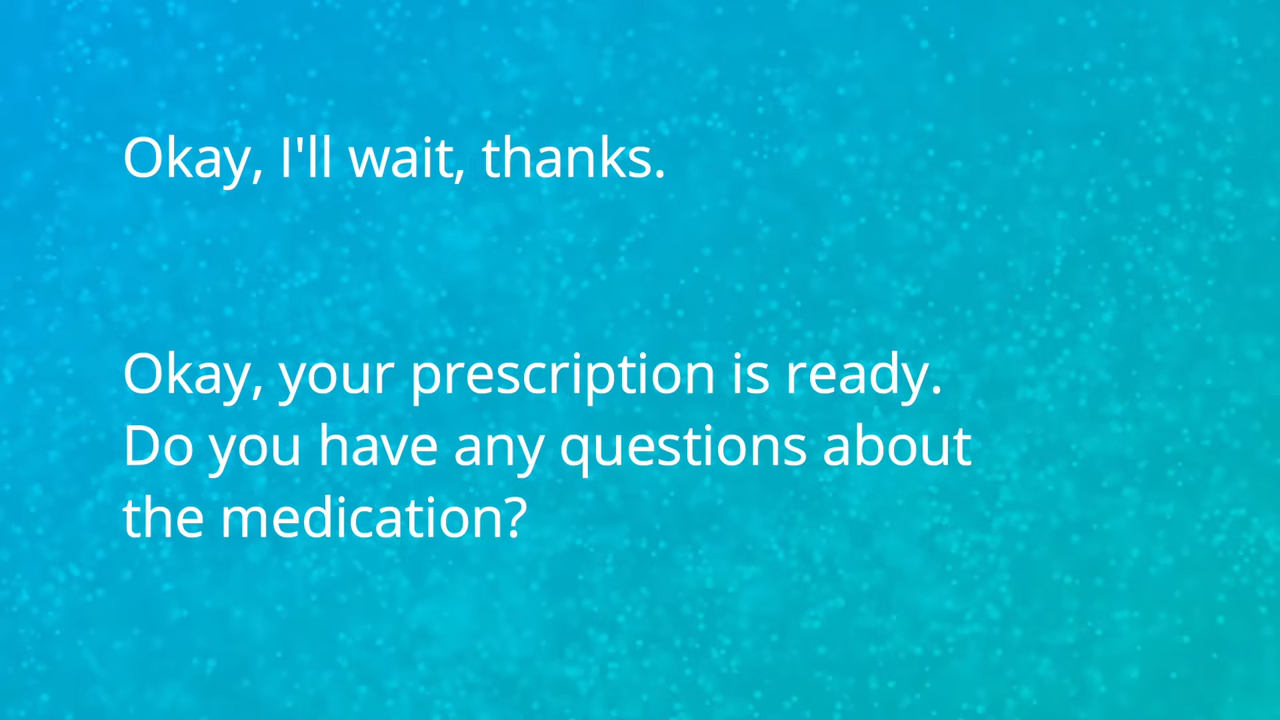 Okay, I'll wait, thanks.
Okay, your prescription is ready.
Do you have any questions about
the medication?